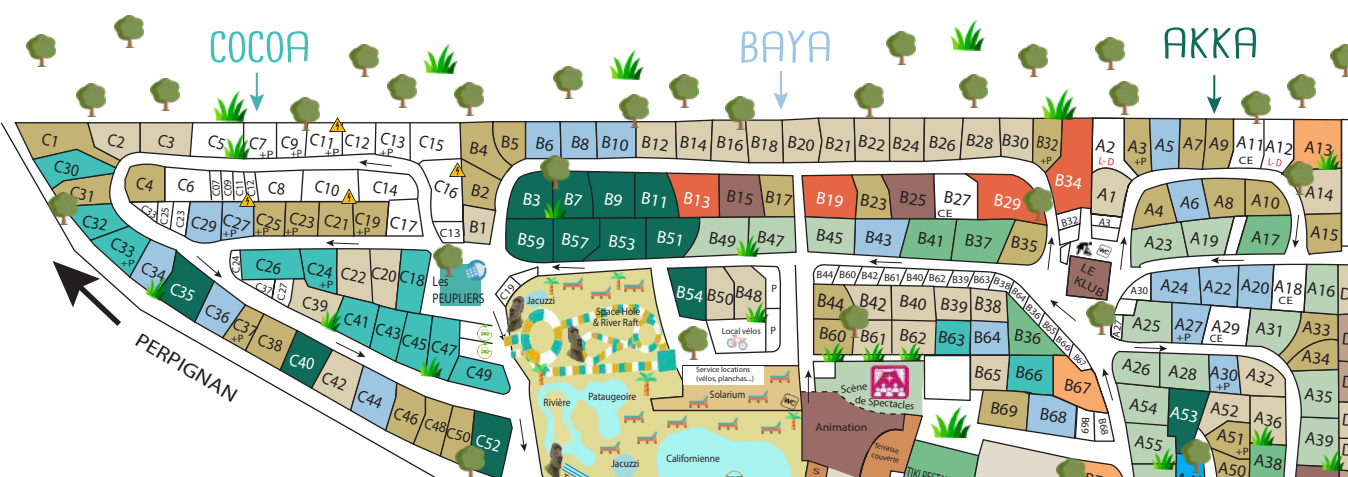 COCOA
BAYA
AKKA
C1 C2 C3 C5 C7 +P C9 +P C11 +P C12 C13 +P C15 B4 B5 B6 B8 B10 B12 B14 B16 B18 B20 B21 B22 B24 B26 B28 B30 B32 +P B34 A2 L-D A3 +P A5 A7 A9 A11 CE A12 L-D A13
C30 C31 C4 C6 C07 C09 C11 C12 C8 C10 C14 C16 B2 B3 B7 B9 B11 B13 B15 B17 B19 B23 B25 B27 CE B29 A1 A4 A6 A8 A10 A14
C32 C25 C23 C29 C27 +P C25 +P C23 C21 +P C19 +P C17 C13 B1 B59 B57 B53 B51 B49 B47 B45 B43 B41 B37 B35 B32 A3 A23 A19 A17 A15
C33 +P C34 C24 C26 C24 +P C22 C20 C18 Les
PEUPLIERS
WC
LE
KLUB
C35 C37 C27 C39 C19 B54 B50 B48 P P B44 B60 B42 B61 B40 B62 B39 B63 B38 B64 B36 B65 B66 B67
A30 A24 A22 A20 A18 CE A16
C36 C37 +P C38 C41 C43 C45 C47 C49
Jacuzzi
Space Hole
& River Raft
Local vélos
B44 B42 B40 B39 B38 B36
B60 +P B61 B62 B63 B64
A25 A27 +P A29 CE A31 A33 A34
PERPIGNAN
C40 C42 C44 C46 C48 C50 C52
Service locations
(vélos, planchas...)
Solarium
WC
Rivière
Pataugeoire
Jacuzzi
Californienne
Scène
de Spectacles
Animation
Terrasse
couverte
B65 B66 B67
B69 B68 B69 B68
A26 A28 A30 +P A32 A35
A54 A53 A52 A36
A55 A51 +P A39
A50 A38